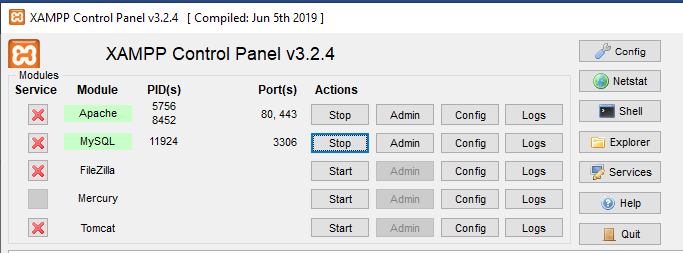 XAMPP Control Panel v3.2.4 [ Compiled: Jun 5th 2019 ]
XAMPP Control Panel v3.2.4
Config
Modules
Service Module PID(s) Port(s) Actions
Netstat
Apache 5756 8452 80, 443 Stop Admin Config Logs
Shell
MySQL 11924 3306 Stop Admin Config Logs
Explorer
FileZilla Start Admin Config Logs
Services
Mercury Start Admin Config Logs
Help
Tomcat Start Admin Config Logs
Quit